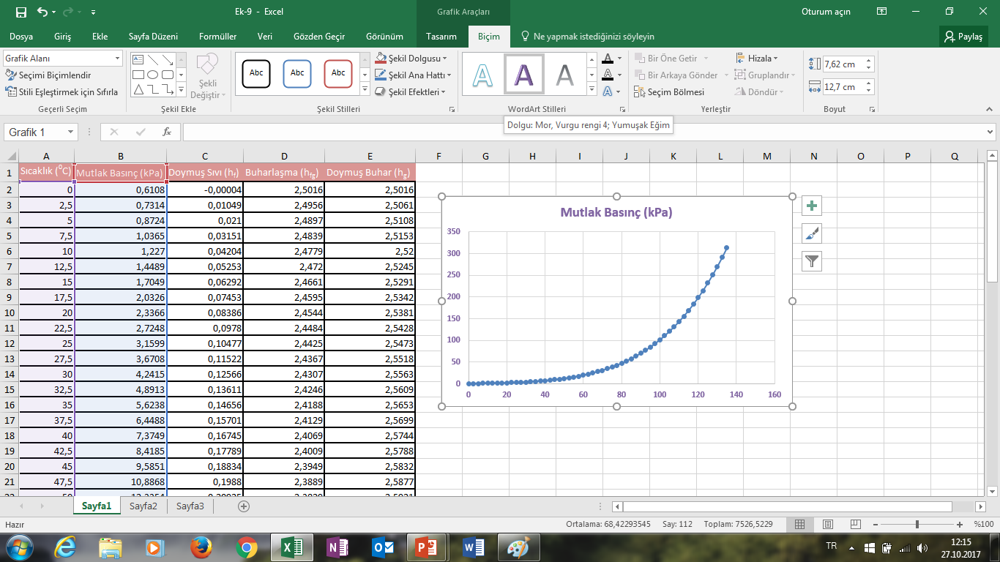 Ek-9 - Excel
Grafik Araçları
Oturum açın
Dosya Giriş Ekle Sayfa Düzeni Formüller Veri Gözden Geçir Görünüm Tasarım Biçim Ne yapmak istediğinizi söyleyin Paylaş
Grafik Alanı
Seçimi Biçimlendir
Stili Eşleştirmek için Sıfırla
Geçerli Seçim
Şekli Değiştir
Şekil Ekle
Abc Abc Abc
Şekil Dolgusu
Şekil Ana Hattı
Şekil Efektleri
Şekil Stilleri
A A A
WordArt Stilleri
Bir Öne Getir
Bir Arkaya Gönder
Seçim Bölmesi
Hizala
Gruplandır
Döndür
Yerleştir
7,62 cm
12,7 cm
Boyut
Dolgu: Mor, Vurgu rengi 4; Yumuşak Eğim
Grafik 1
fx
A B C D E F G H I J K L M N O P Q
1 Sıcaklık (⁰C) Mutlak Basınç (kPa) Doymuş Sıvı (hf) Buharlaşma (hfg) Doymuş Buhar (hg)
2 0 0,6108 -0,00004 2,5016 2,5016
3 2,5 0,7314 0,01049 2,4956 2,5061
4 5 0,8724 0,021 2,4897 2,5108
5 7,5 1,0365 0,03151 2,4839 2,5153
6 10 1,227 0,04204 2,4779 2,52
7 12,5 1,4489 0,05253 2,472 2,5245
8 15 1,7049 0,06292 2,4661 2,5291
9 17,5 2,0326 0,07453 2,4595 2,5342
10 20 2,3366 0,08386 2,4544 2,5381
11 22,5 2,7248 0,0978 2,4484 2,5428
12 25 3,1599 0,10477 2,4425 2,5473
13 27,5 3,6708 0,11522 2,4367 2,5518
14 30 4,2415 0,12566 2,4307 2,5563
15 32,5 4,8913 0,13611 2,4246 2,5609
16 35 5,6238 0,14656 2,4188 2,5653
17 37,5 6,4488 0,15701 2,4129 2,5699
18 40 7,3749 0,16745 2,4069 2,5744
19 42,5 8,4185 0,17789 2,4009 2,5788
20 45 9,5851 0,18834 2,3949 2,5832
21 47,5 10,8868 0,1988 2,3889 2,5877
Mutlak Basınç (kPa)
350
300
250
200
150
100
50
0
0 20 40 60 80 100 120 140 160
Sayfa1 Sayfa2 Sayfa3
Hazır
Ortalama: 68,42293545 Say: 112 Toplam: 7526,5229
%100
TR
12:15
27.10.2017